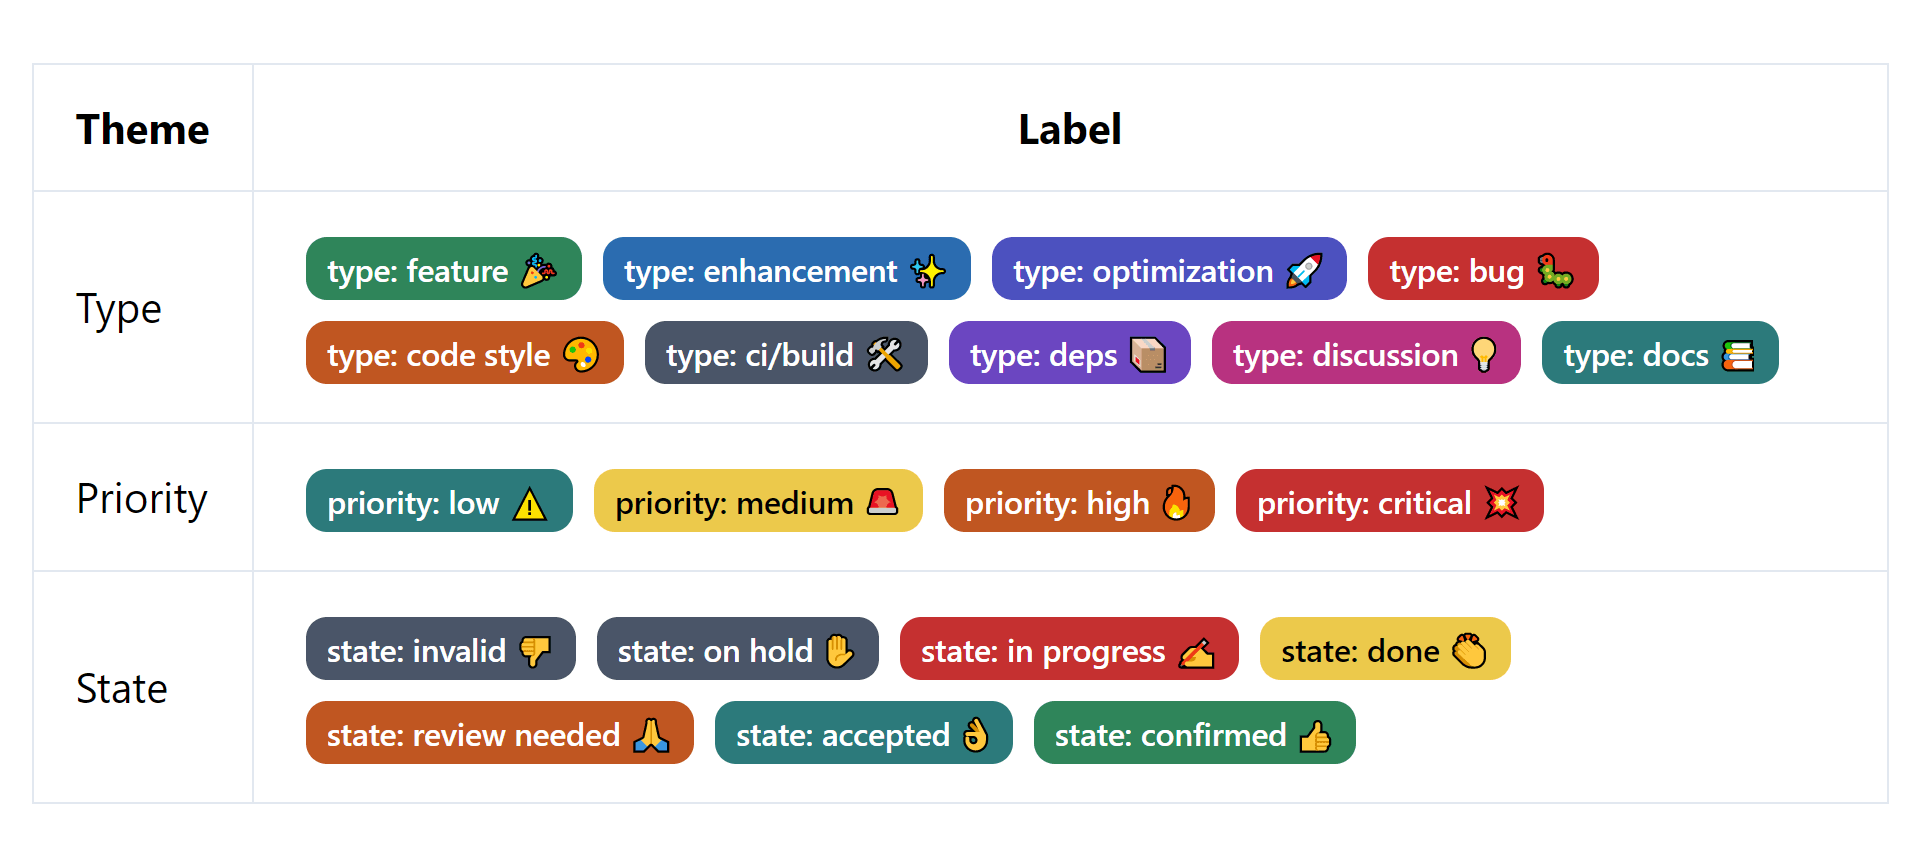 Theme Label
Type
type: feature 🎉 type: enhancement ✨ type: optimization 🚀 type: bug 🐛
type: code style 🎨 type: ci/build 🛠️ type: deps 📦 type: discussion 💡 type: docs 📚
Priority
priority: low ⚠️ priority: medium 🚨 priority: high 🔥 priority: critical 💥
State
state: invalid 👎 state: on hold ✋ state: in progress ✍️ state: done 👏
state: review needed 🙏 state: accepted 👌 state: confirmed 👍